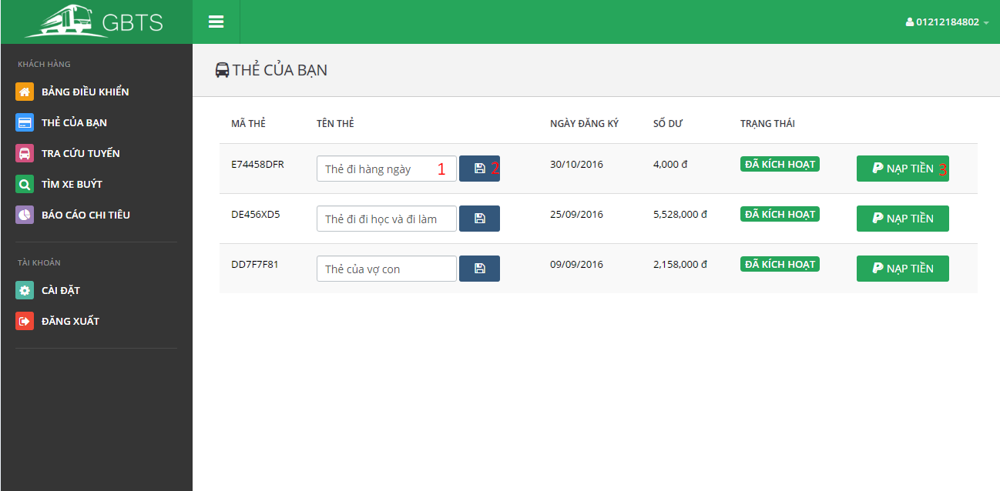 GBTS
01212184802
KHÁCH HÀNG
BẢNG ĐIỀU KHIỂN
THẺ CỦA BẠN
TRA CỨU TUYẾN
TÌM XE BUÝT
BÁO CÁO CHI TIÊU
TÀI KHOẢN
CÀI ĐẶT
ĐĂNG XUẤT
THẺ CỦA BẠN
MÃ THẺ TÊN THẺ NGÀY ĐĂNG KÝ SỐ DƯ TRẠNG THÁI
E74458DFR Thẻ đi hàng ngày 1 2 30/10/2016 4,000 đ ĐÃ KÍCH HOẠT NẠP TIỀN 3
DE456XD5 Thẻ đi đi học và đi làm 25/09/2016 5,528,000 đ ĐÃ KÍCH HOẠT NẠP TIỀN
DD7F7F81 Thẻ của vợ con 09/09/2016 2,158,000 đ ĐÃ KÍCH HOẠT NẠP TIỀN